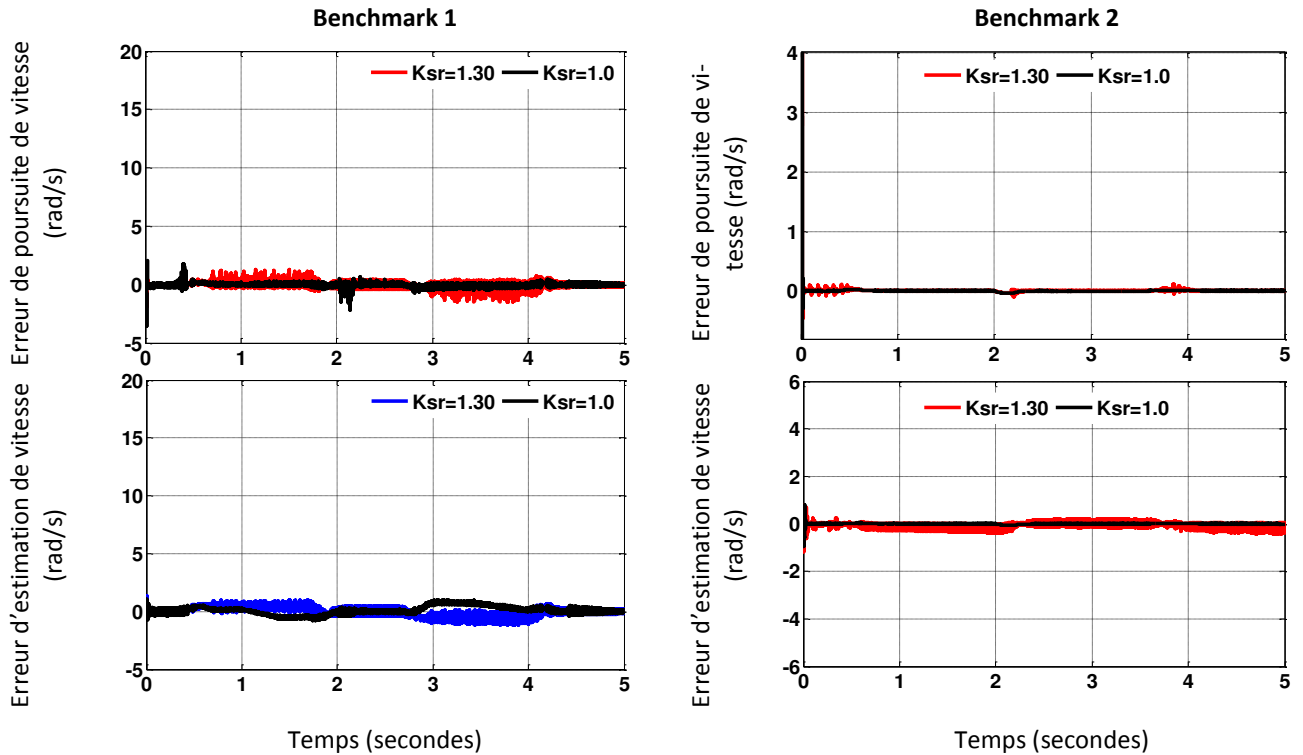 Benchmark 1
Erreur de poursuite de vitesse
(rad/s)
20
15
10
5
0
-5
Ksr=1.30 Ksr=1.0
0 1 2 3 4 5
Benchmark 2
Erreur de poursuite de vi-
tesse (rad/s)
4
3
2
1
0
Ksr=1.30 Ksr=1.0
0 1 2 3 4 5
Erreur d'estimation de vitesse
(rad/s)
20
15
10
5
0
-5
Ksr=1.30 Ksr=1.0
0 1 2 3 4 5
Temps (secondes)
Erreur d'estimation de vitesse
(rad/s)
6
4
2
0
-2
-4
-6
Ksr=1.30 Ksr=1.0
0 1 2 3 4 5
Temps (secondes)